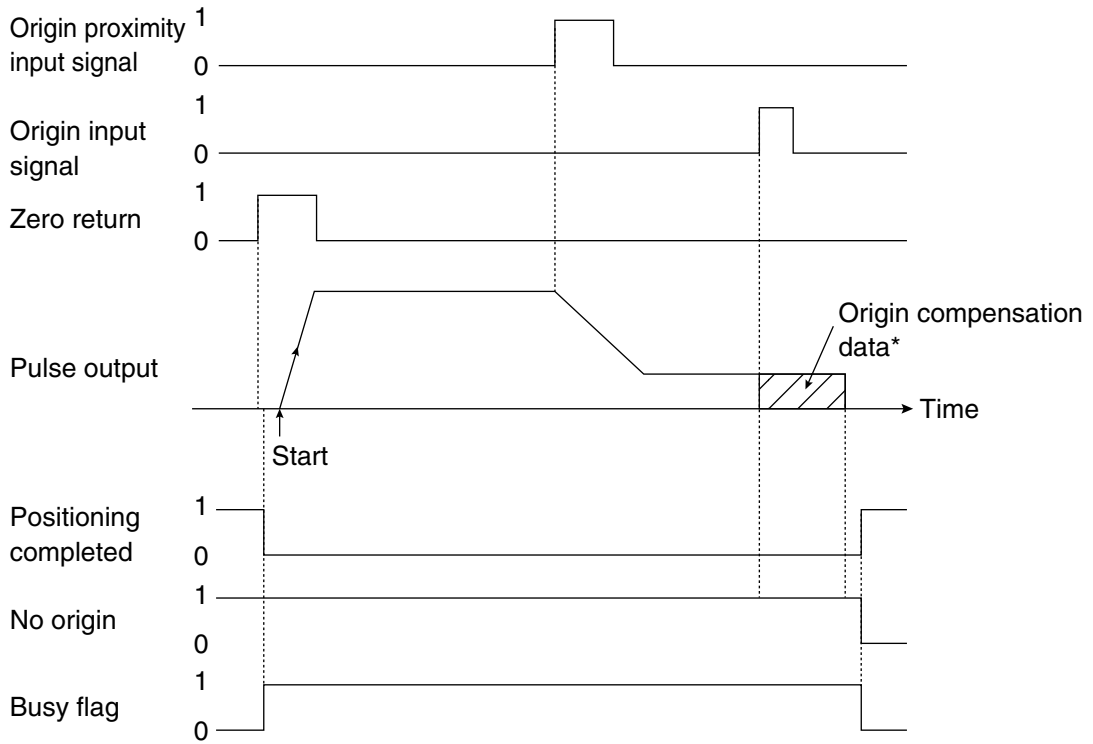 Origin proximity
input signal
1
0
Origin input
signal
1
0
Zero return
1
0
Pulse output
Origin compensation
data*
Time
Start
Positioning
completed
1
0
No origin
1
0
Busy flag
1
0